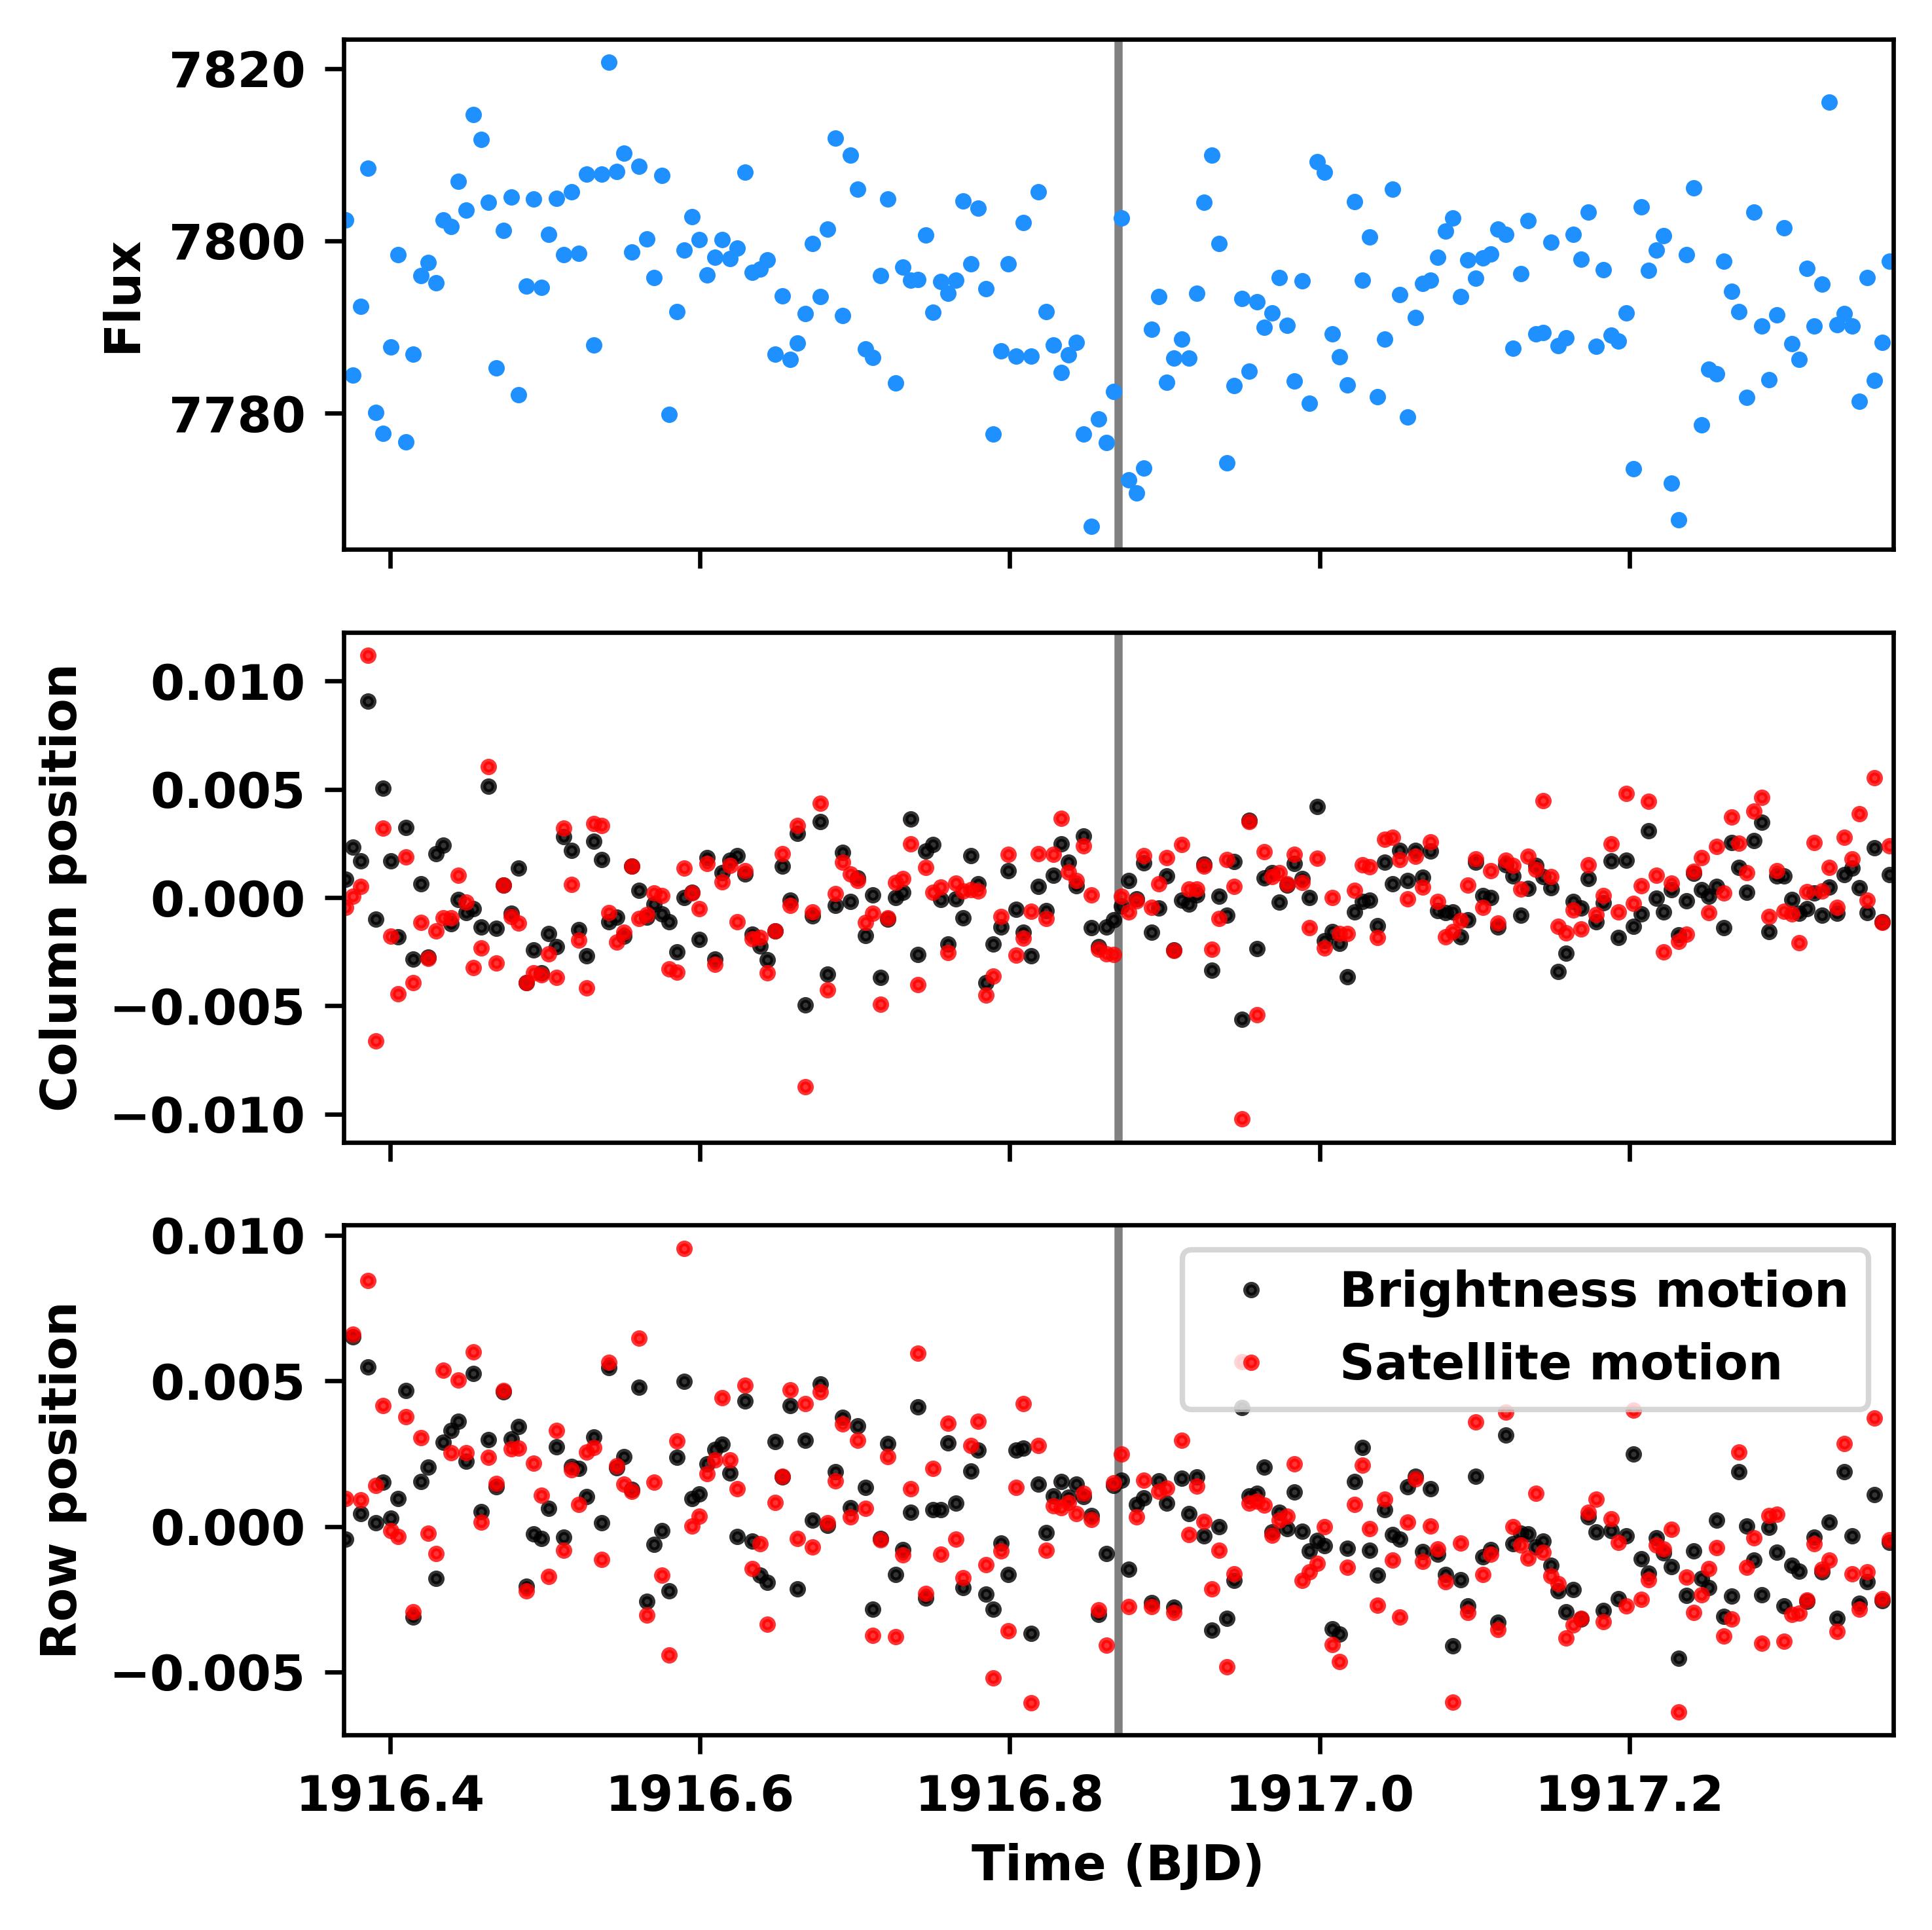 7820
7800
7780
Flux
0.010
0.005
0.000
−0.005
−0.010
Column position
0.010
0.005
0.000
−0.005
Row position
Brightness motion
Satellite motion
1916.4 1916.6 1916.8 1917.0 1917.2
Time (BJD)